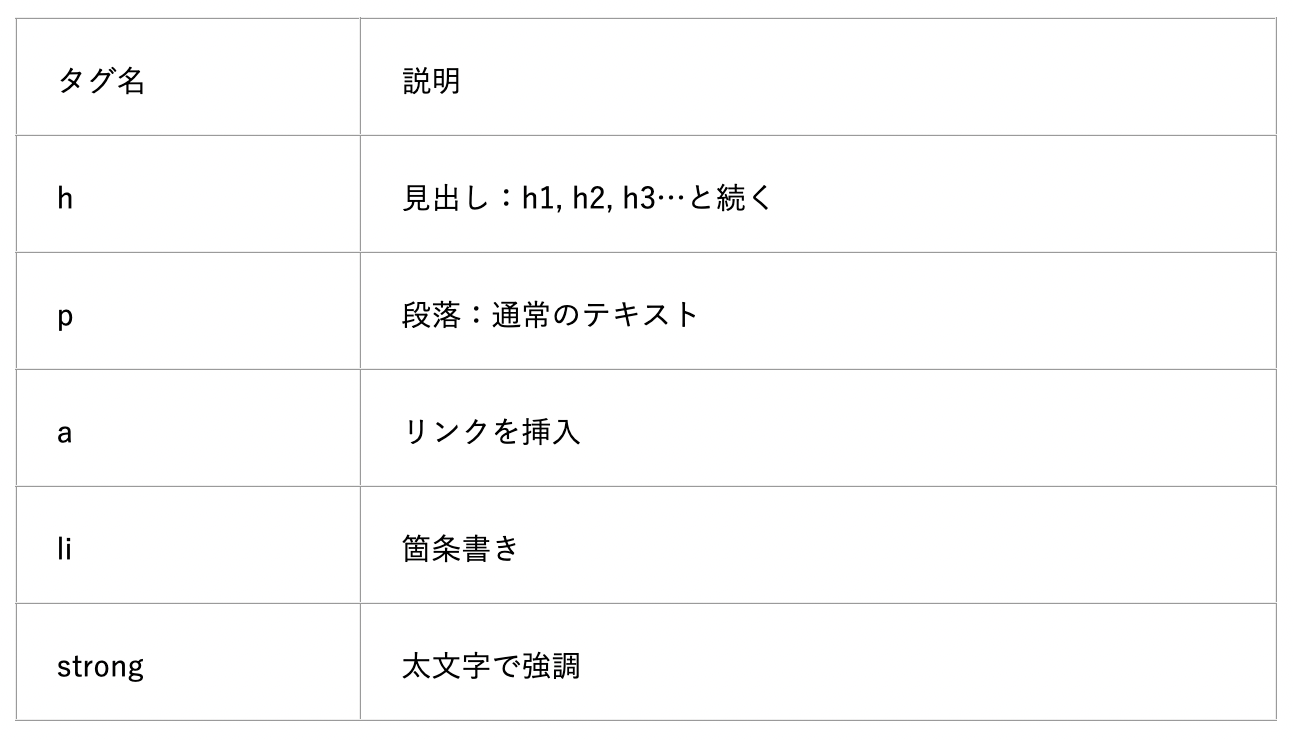 タグ名 説明
h 見出し：h1, h2, h3…と続く
p 段落：通常のテキスト
a リンクを挿入
li 箇条書き
strong 太文字で強調